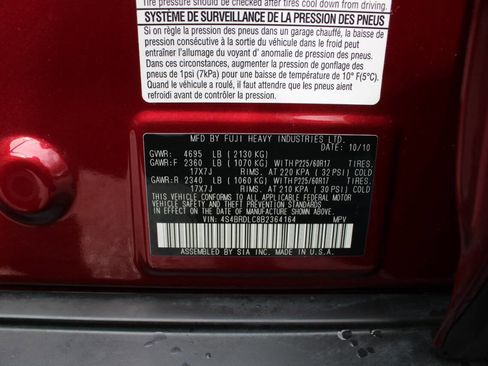 Tire pressure should be checked after tires cool down from driving.
SYSTÈME DE SURVEILLANCE DE LA PRESSION DES PNEUS
Si on règle la pression des pneus dans un garage chauffé, la baisse de
pression consécutive à la sortie du véhicule dans le froid peut
entraîner l'allumage du voyant d' anomalie de pression des pneus.
Dans ces circonstances, augmenter la pression de gonflage des
pneus de 1psi (7kPa) pour une baisse de température de 10° F(5°C).
Quand le véhicule a roulé, il faut attendre que les pneus aient
refroidi avant de contrôler leur pression.
MFD BY FUJI HEAVY INDUSTRIES LTD.
DATE: 10/10
GVWR: 4695 LB (2130 KG)
GAWR:F 2360 LB (1070 KG) WITH P225/60R17 TIRES,
17X7J RIMS, AT 220 KPA (32 PSI) COLD
GAWR:R 2340 LB (1060 KG) WITH P225/60R17 TIRES,
17X7J RIMS, AT 210 KPA (30 PSI) COLD
THIS VEHICLE CONFORMS TO ALL APPLICABLE FEDERAL MOTOR
VEHICLE SAFETY, BUMPER, AND THEFT PREVENTION STANDARDS
IN EFFECT ON THE DATE OF MANUFACTURE SHOWN ABOVE.
VIN: 4S4BRDLC8B2364164 MPV
ASSEMBLED BY SIA INC. MADE IN U.S.A.